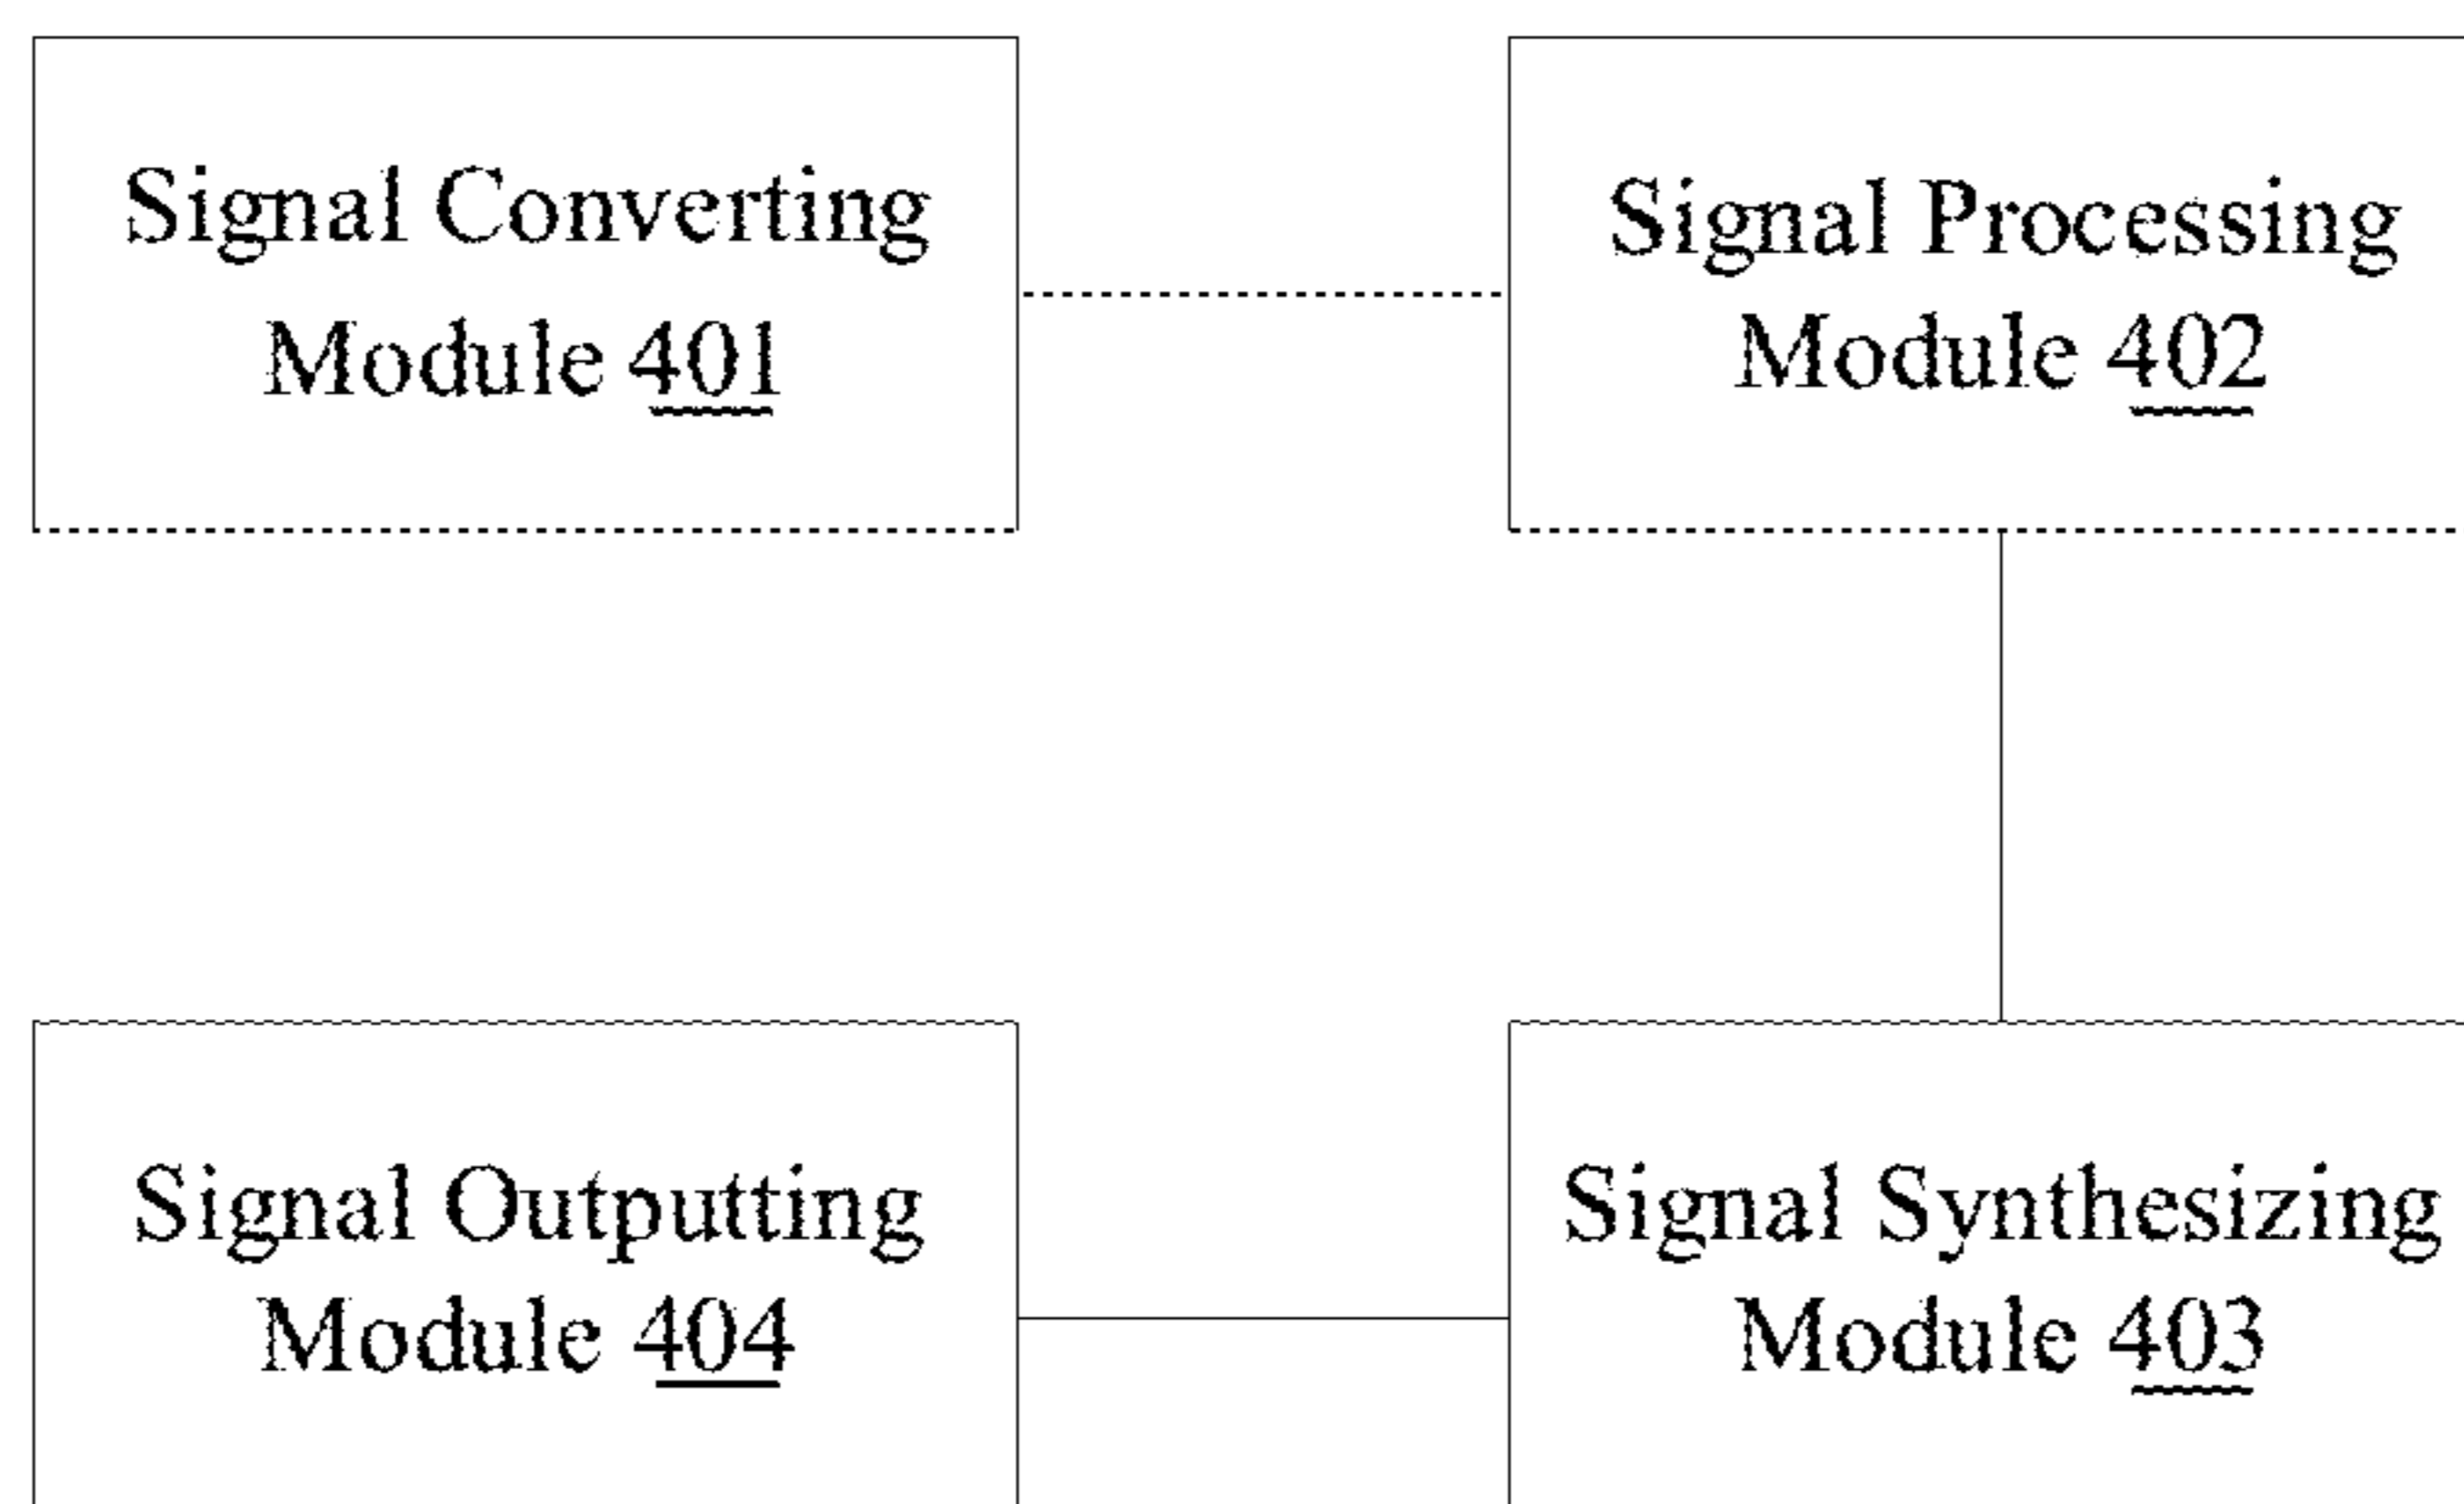 Signal Converting
Module 401
Signal Processing
Module 402
Signal Outputting
Module 404
Signal Synthesizing
Module 403